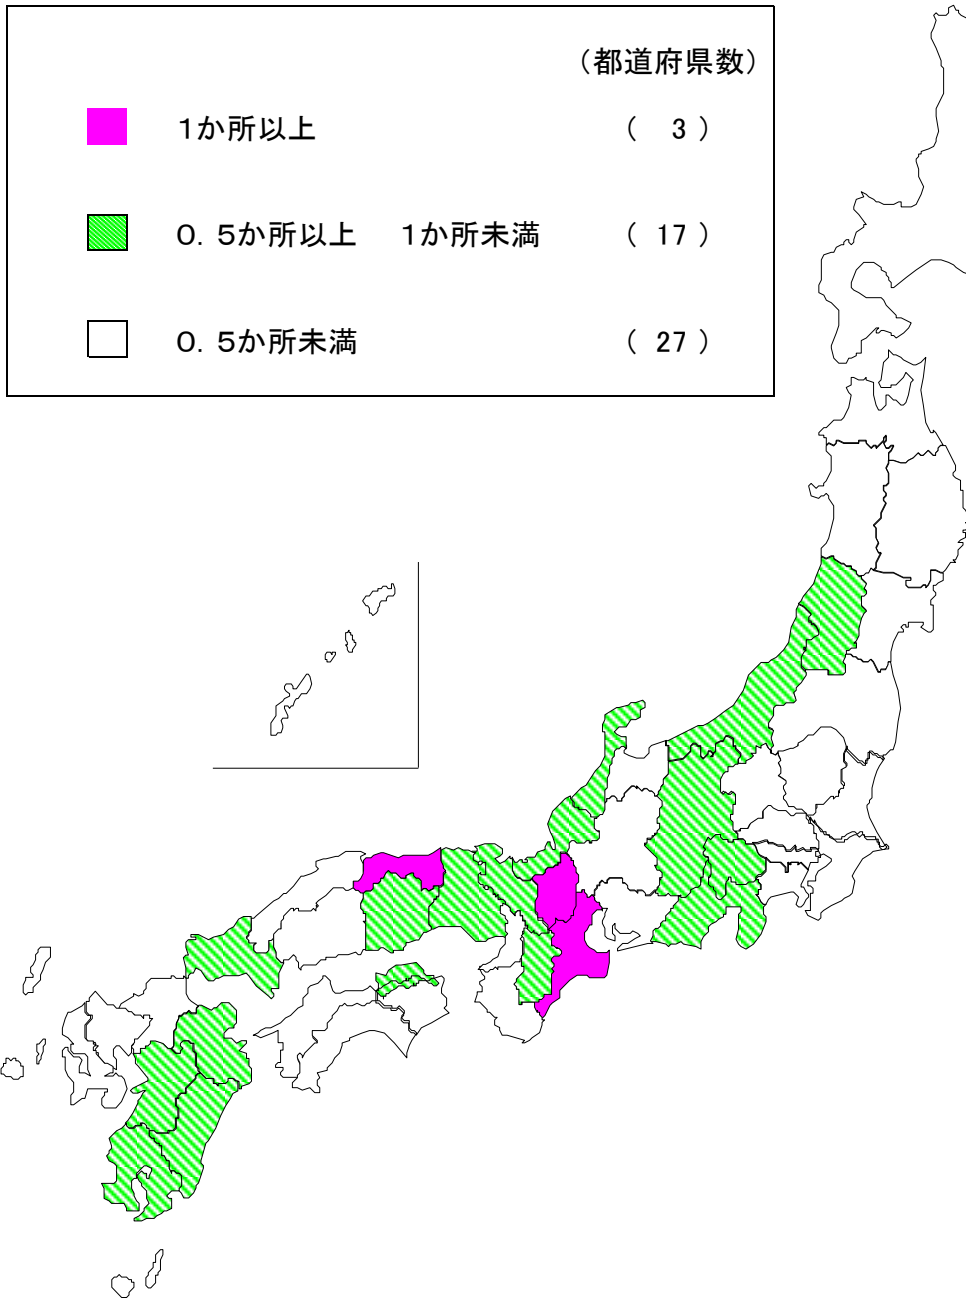 （都道府県数）
１か所以上 （ 3 ）
０．５か所以上 １か所未満 （ 17 ）
０．５か所未満 （ 27 ）